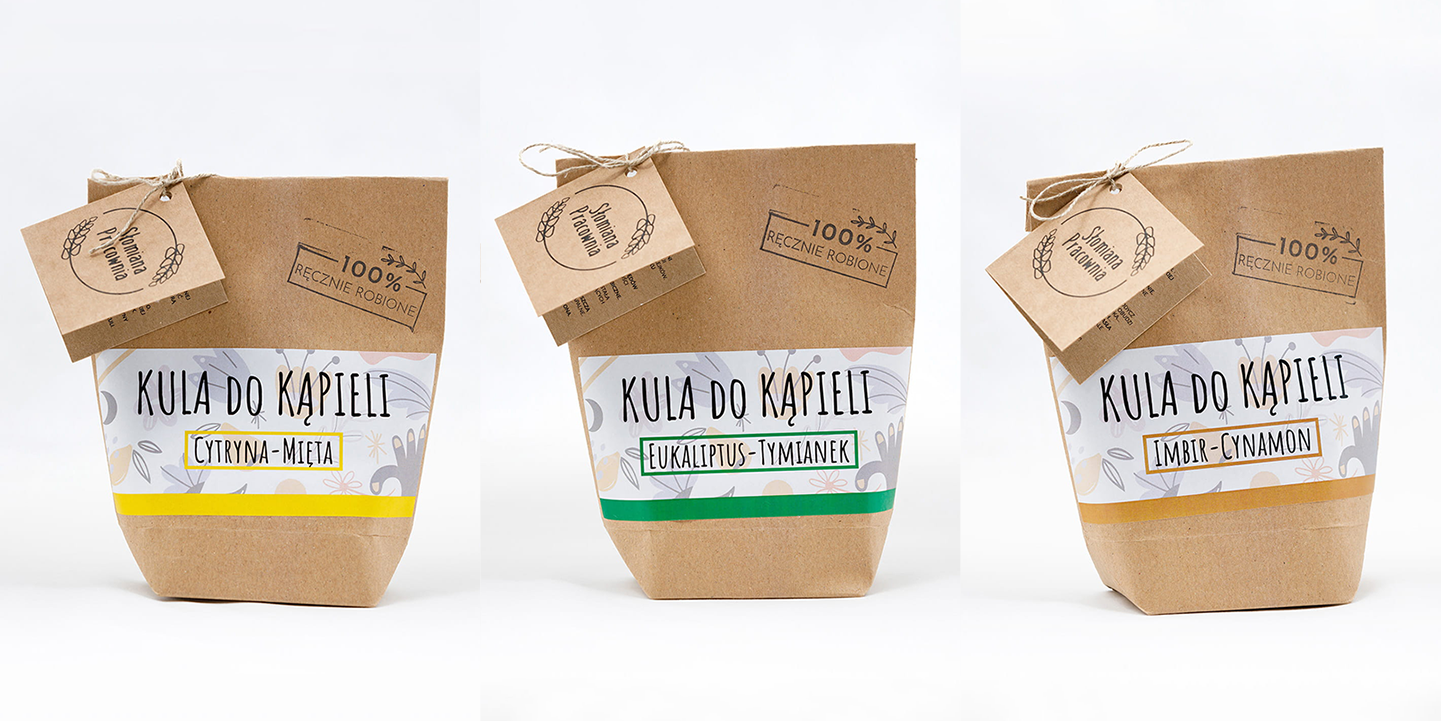 Słomiana
Pracownia
100%
RĘCZNIE ROBIONE
KULA DO KĄPIELI
CYTRYNA-MIĘTA
Słomiana
Pracownia
100%
RĘCZNIE ROBIONE
KULA DO KĄPIELI
EUKALIPTUS-TYMIANEK
Słomiana
Pracownia
100%
RĘCZNIE ROBIONE
KULA DO KĄPIELI
IMBIR-CYNAMON